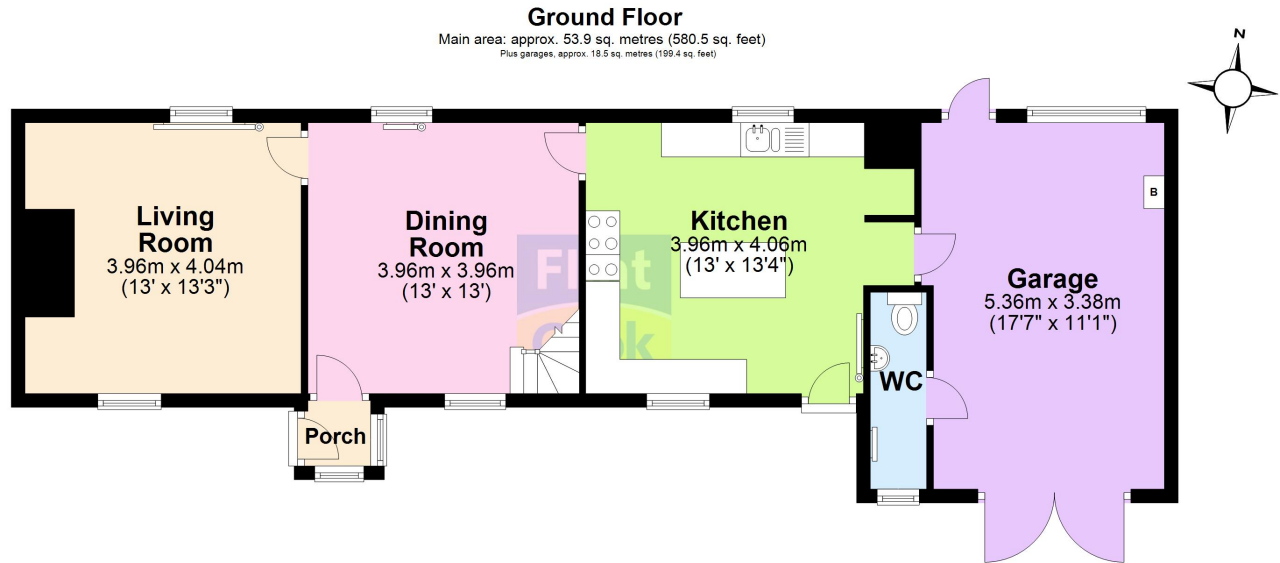 Ground Floor
Main area: approx. 53.9 sq. metres (580.5 sq. feet)
Plus garages, approx. 18.5 sq. metres (199.4 sq. feet)
N
Living
Room
3.96m x 4.04m
(13' x 13'3")
Dining
Room
3.96m x 3.96m
(13' x 13')
Kitchen
3.96m x 4.06m
(13' x 13'4")
B
Garage
5.36m x 3.38m
(17'7" x 11'1")
WC
Porch